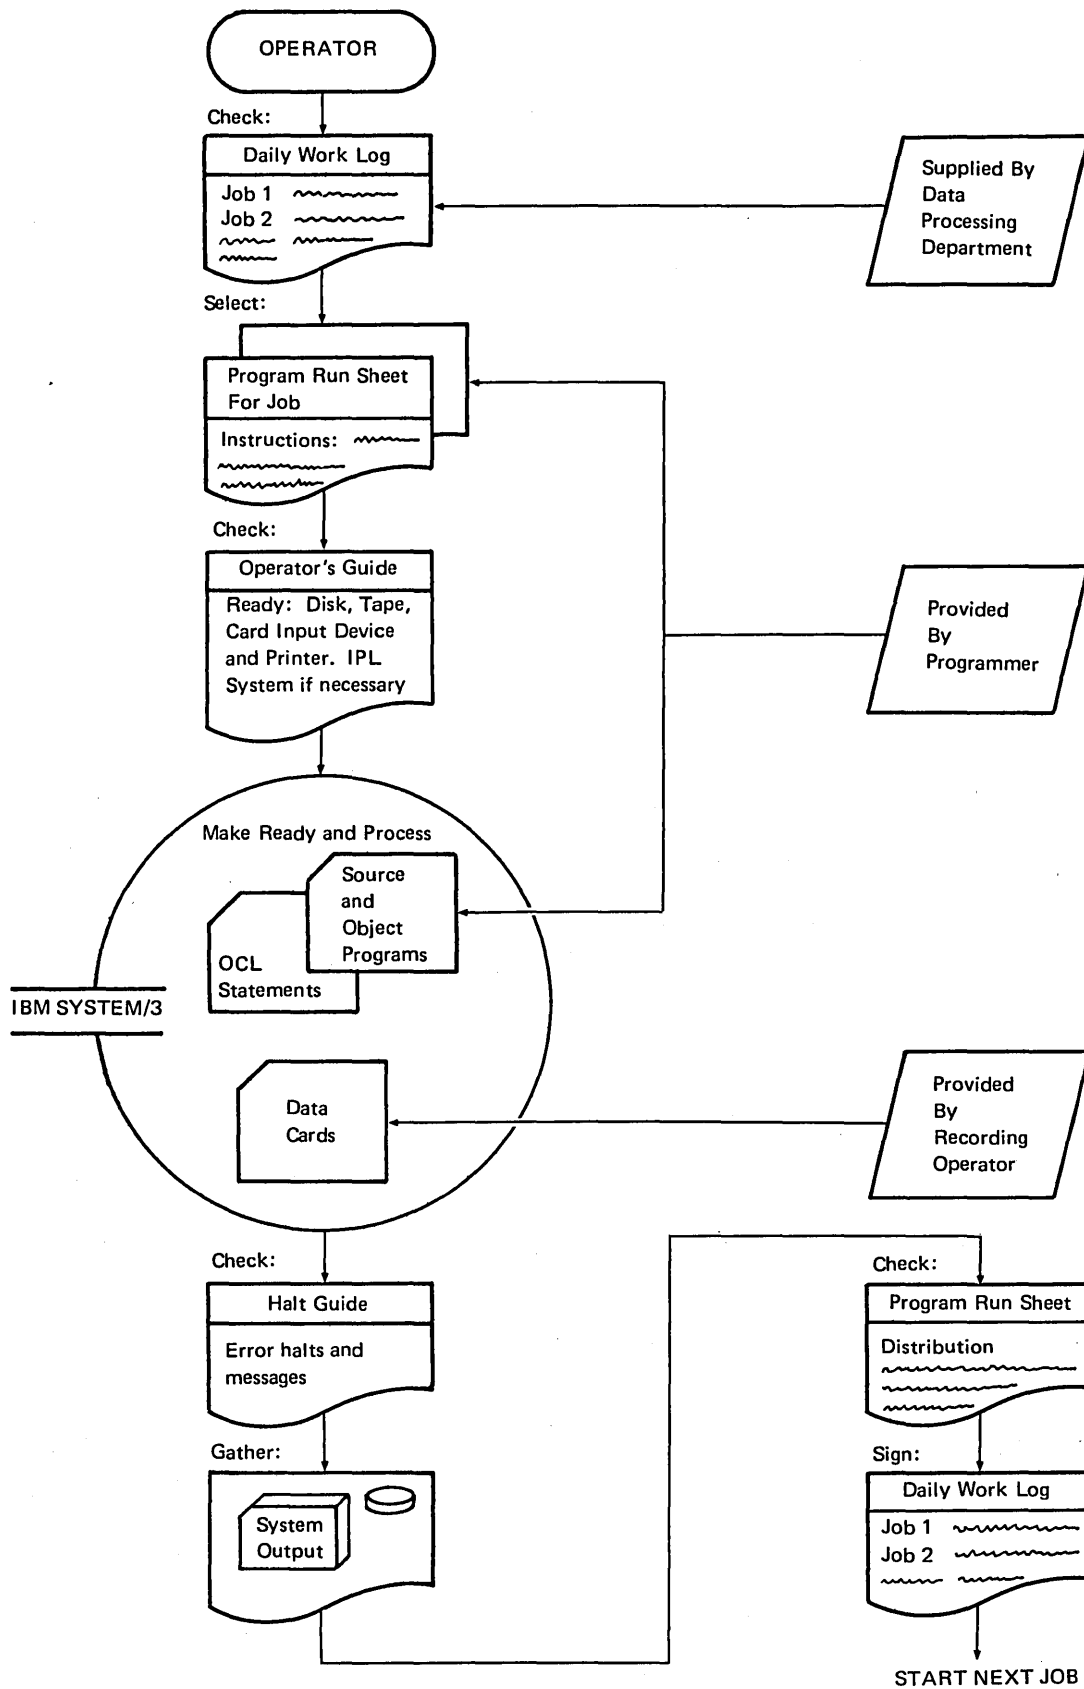 OPERATOR
Check:
Daily Work Log
Job 1
Job 2
Supplied By
Data
Processing
Department
Select:
Program Run Sheet
For Job
Instructions:
Check:
Operator's Guide
Ready: Disk, Tape,
Card Input Device
and Printer. IPL
System if necessary
Provided
By
Programmer
Make Ready and Process
Source
and
Object
Programs
OCL
Statements
IBM SYSTEM/3
Data
Cards
Provided
By
Recording
Operator
Check:
Halt Guide
Error halts and
messages
Gather:
System
Output
Check:
Program Run Sheet
Distribution
Sign:
Daily Work Log
Job 1
Job 2
START NEXT JOB